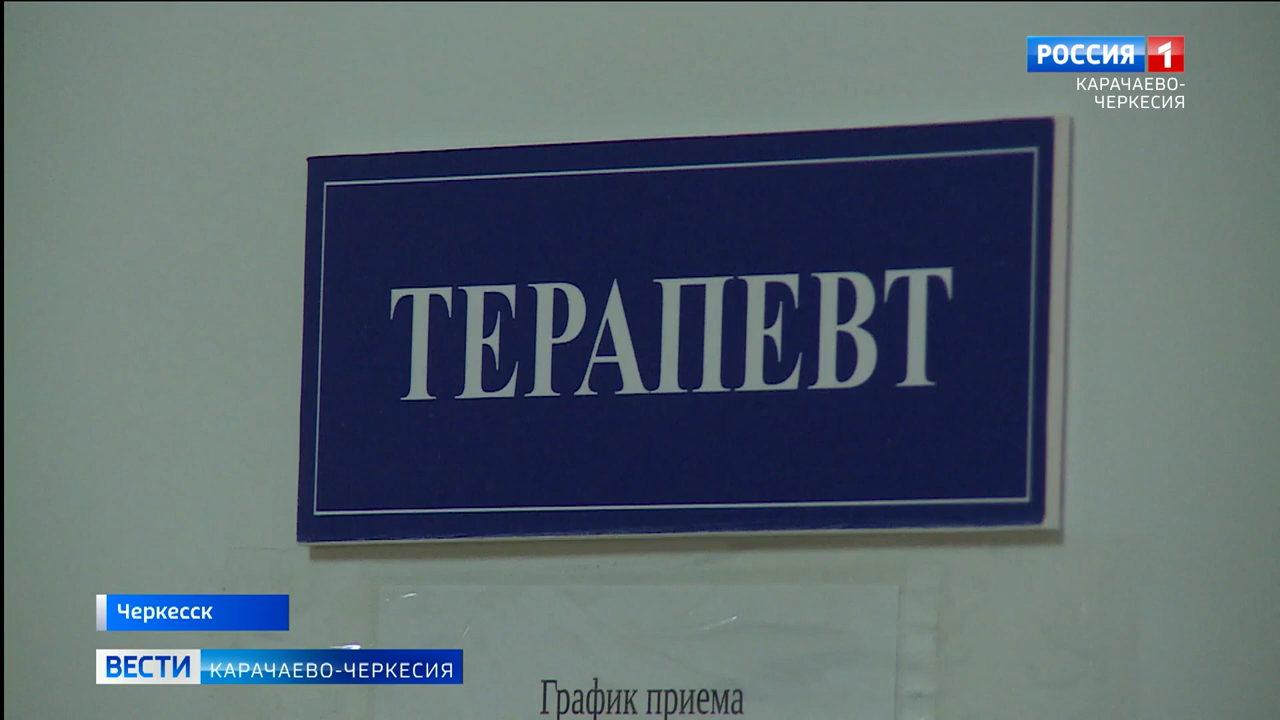 РОССИЯ 1
КАРАЧАЕВО-
ЧЕРКЕСИЯ
ТЕРАПЕВТ
Черкесск
ВЕСТИ КАРАЧАЕВО-ЧЕРКЕСИЯ
График приема